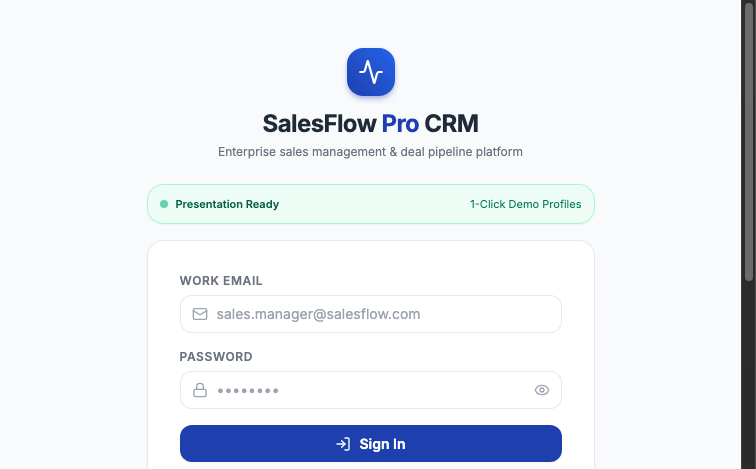 SalesFlow Pro CRM
Enterprise sales management & deal pipeline platform
Presentation Ready 1-Click Demo Profiles
WORK EMAIL
sales.manager@salesflow.com
PASSWORD
••••••••
Sign In